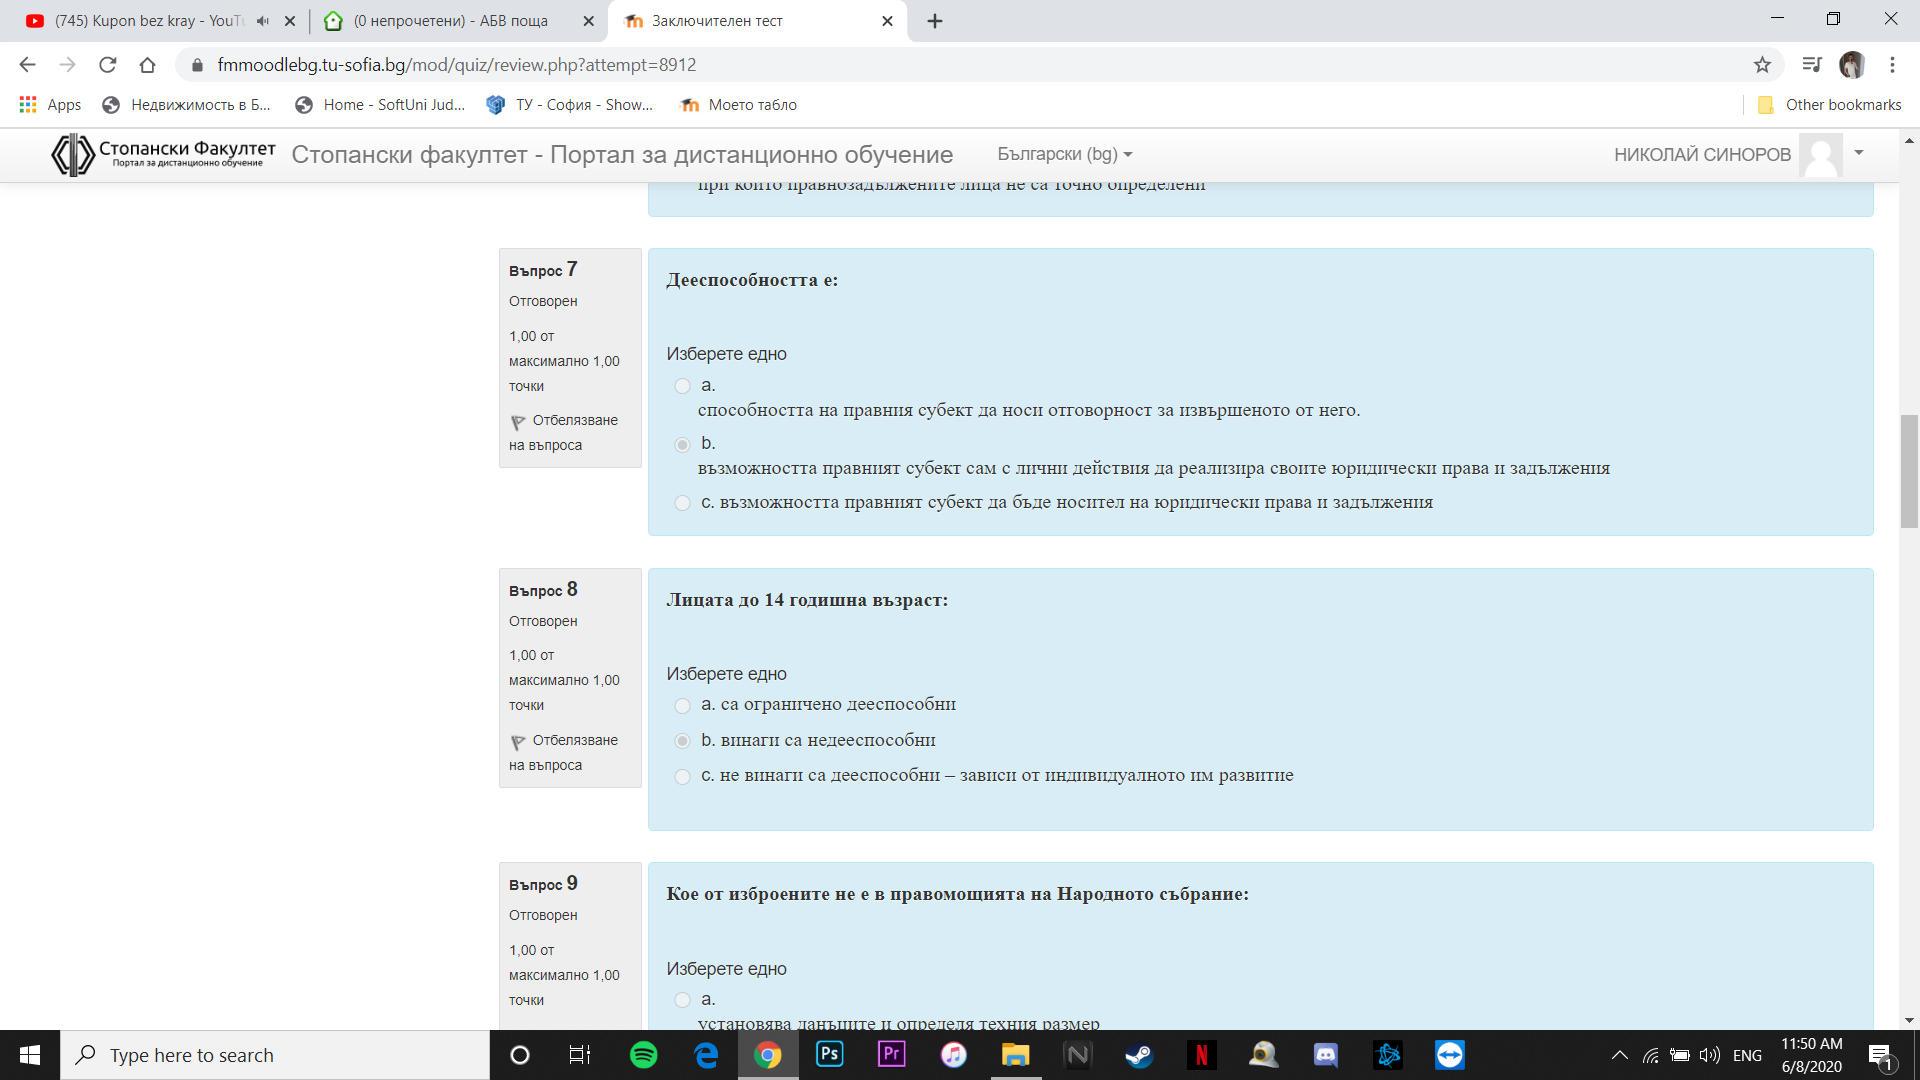 (745) Kupon bez kray - YouTu
(0 непрочетени) - АБВ поща
Заключителен тест
fmmoodlebg.tu-sofia.bg/mod/quiz/review.php?attempt=8912
Apps
Недвижимость в Б...
Home - SoftUni Jud...
ТУ - София - Show...
Моето табло
Other bookmarks
Стопански Факултет
Портал за дистанционно обучение
Стопански факултет - Портал за дистанционно обучение
Български (bg)
НИКОЛАЙ СИНОРОВ
при които правнозадължените лица не са точно определени
Въпрос 7
Отговорен
1,00 от
максимално 1,00
точки
Отбелязване
на въпроса
Дееспособността е:
Изберете едно
a.
способността на правния субект да носи отговорност за извършеното от него.
b.
възможността правният субект сам с лични действия да реализира своите юридически права и задължения
c. възможността правният субект да бъде носител на юридически права и задължения
Въпрос 8
Отговорен
1,00 от
максимално 1,00
точки
Отбелязване
на въпроса
Лицата до 14 годишна възраст:
Изберете едно
a. са ограничено дееспособни
b. винаги са недееспособни
c. не винаги са дееспособни – зависи от индивидуалното им развитие
Въпрос 9
Отговорен
1,00 от
максимално 1,00
точки
Кое от изброените не е в правомощията на Народното събрание:
Изберете едно
a.
установява данъците и определя техния размер
Type here to search
Ps
Pr
N
N
ENG
11:50 AM
6/8/2020
1